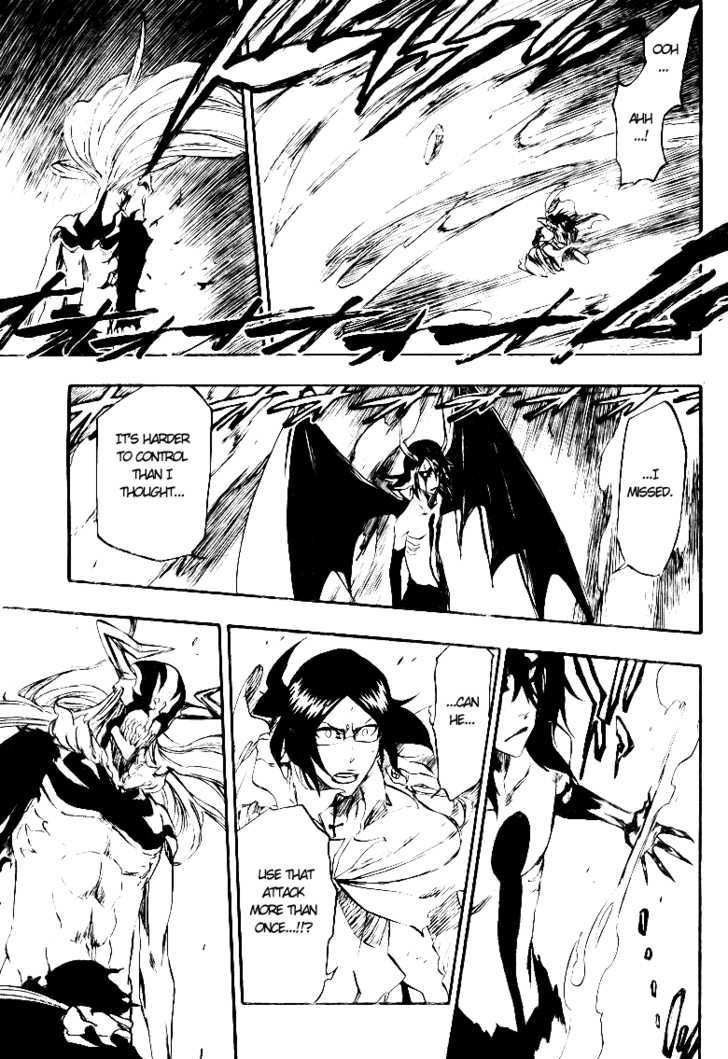 OOH
...
AHH
...!
...I
MISSED.
IT'S HARDER
TO CONTROL
THAN I
THOUGHT...
...CAN
HE...
USE THAT
ATTACK
MORE THAN
ONCE...!!?